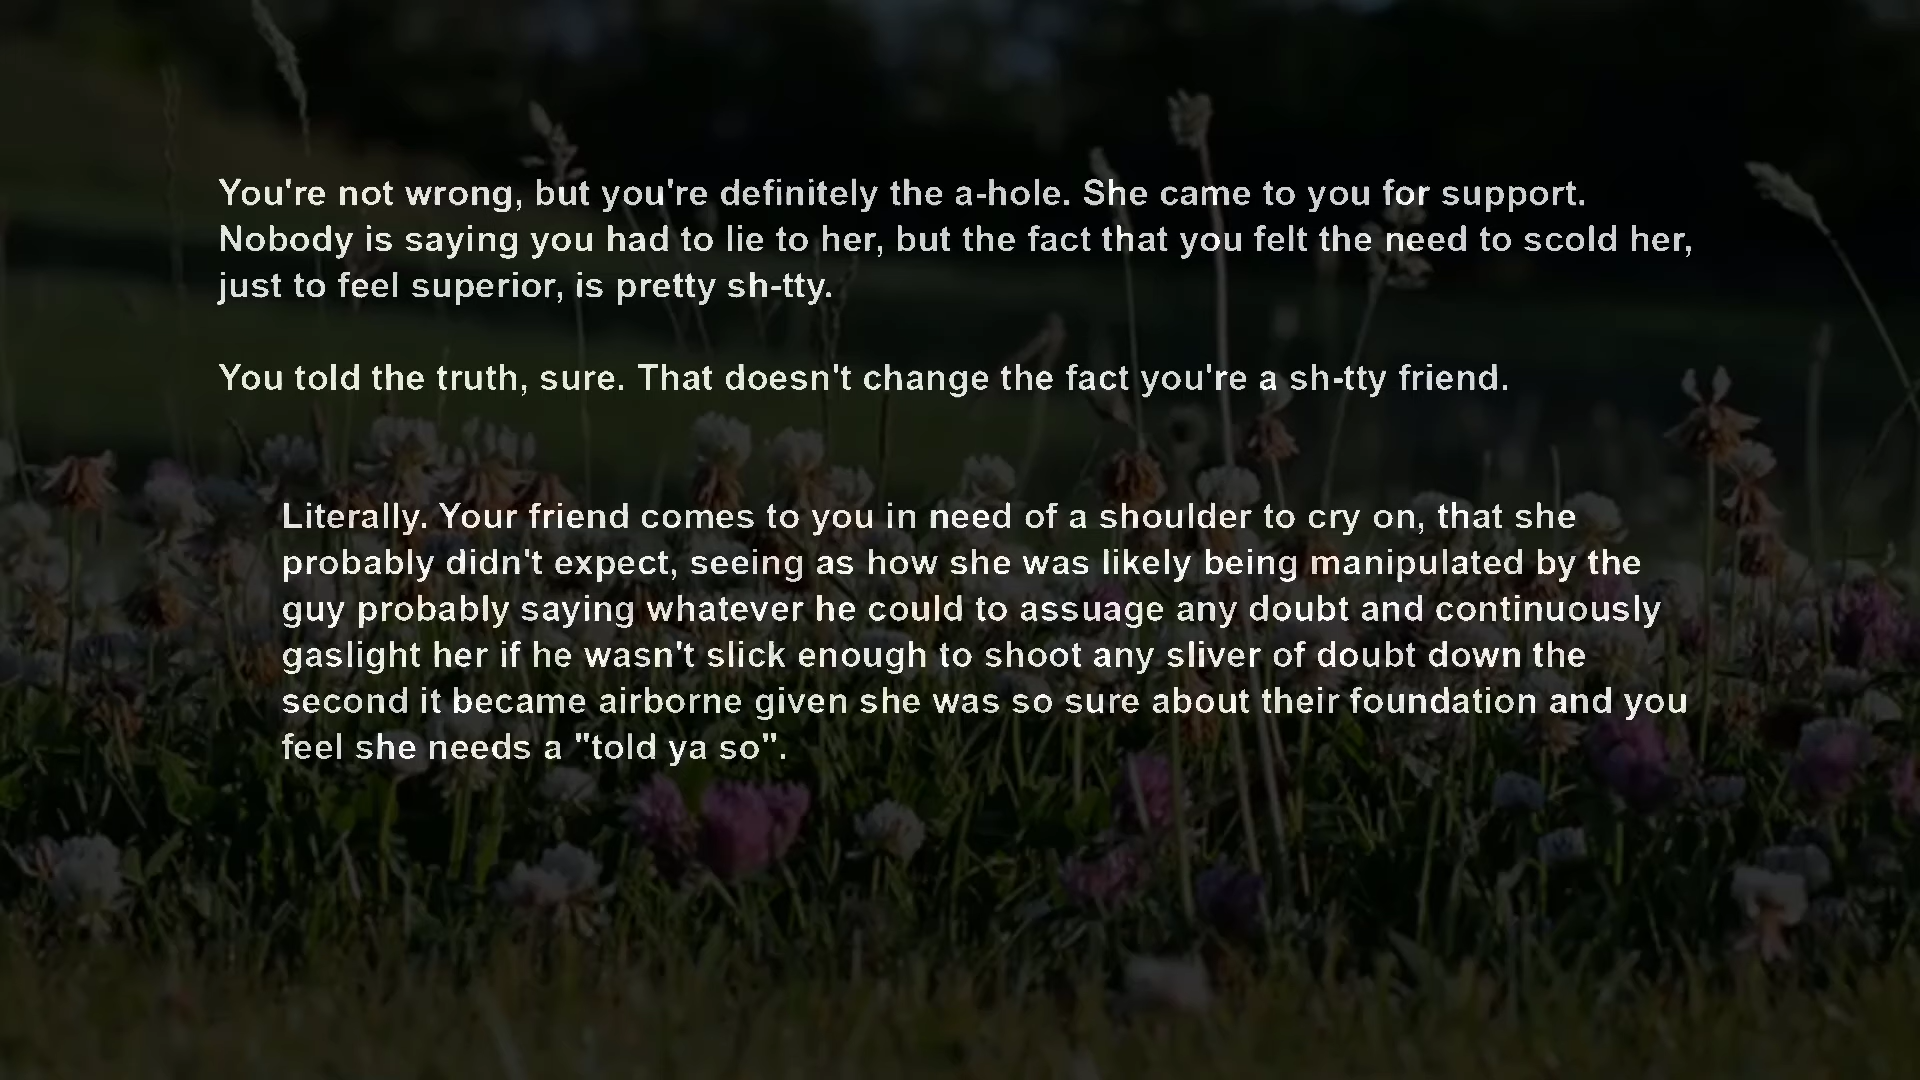 You're not wrong, but you're definitely the a-hole. She came to you for support.
Nobody is saying you had to lie to her, but the fact that you felt the need to scold her,
just to feel superior, is pretty sh-tty.
You told the truth, sure. That doesn't change the fact you're a sh-tty friend.
Literally. Your friend comes to you in need of a shoulder to cry on, that she
probably didn't expect, seeing as how she was likely being manipulated by the
guy probably saying whatever he could to assuage any doubt and continuously
gaslight her if he wasn't slick enough to shoot any sliver of doubt down the
second it became airborne given she was so sure about their foundation and you
feel she needs a "told ya so".